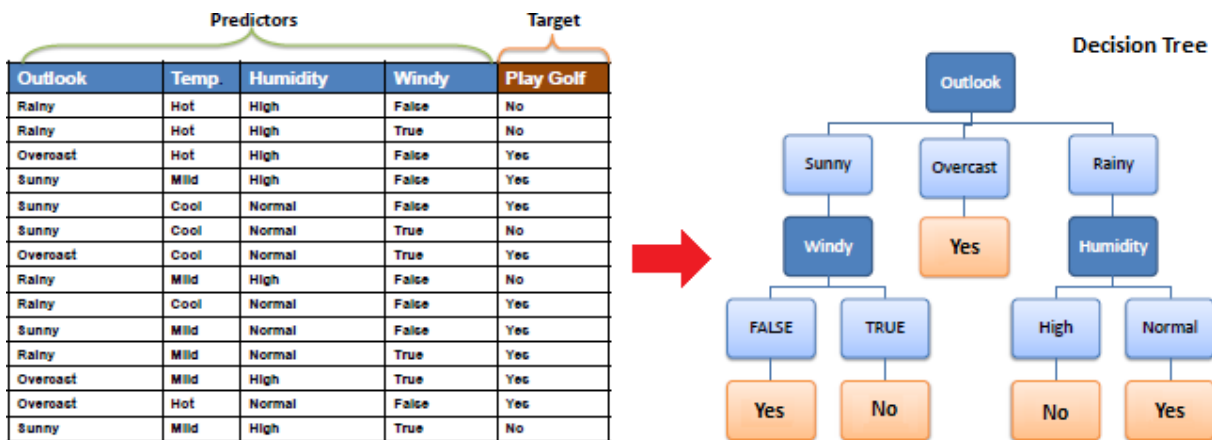 Predictors Target
Outlook Temp. Humidity Windy Play Golf
Rainy Hot High False No
Rainy Hot High True No
Overcast Hot High False Yes
Sunny Mild High False Yes
Sunny Cool Normal False Yes
Sunny Cool Normal True No
Overcast Cool Normal True Yes
Rainy Mild High False No
Rainy Cool Normal False Yes
Sunny Mild Normal False Yes
Rainy Mild Normal True Yes
Overcast Mild High True Yes
Overcast Hot Normal False Yes
Sunny Mild High True No
Decision Tree
Outlook
Sunny Overcast Rainy
Windy Yes Humidity
FALSE TRUE High Normal
Yes No No Yes